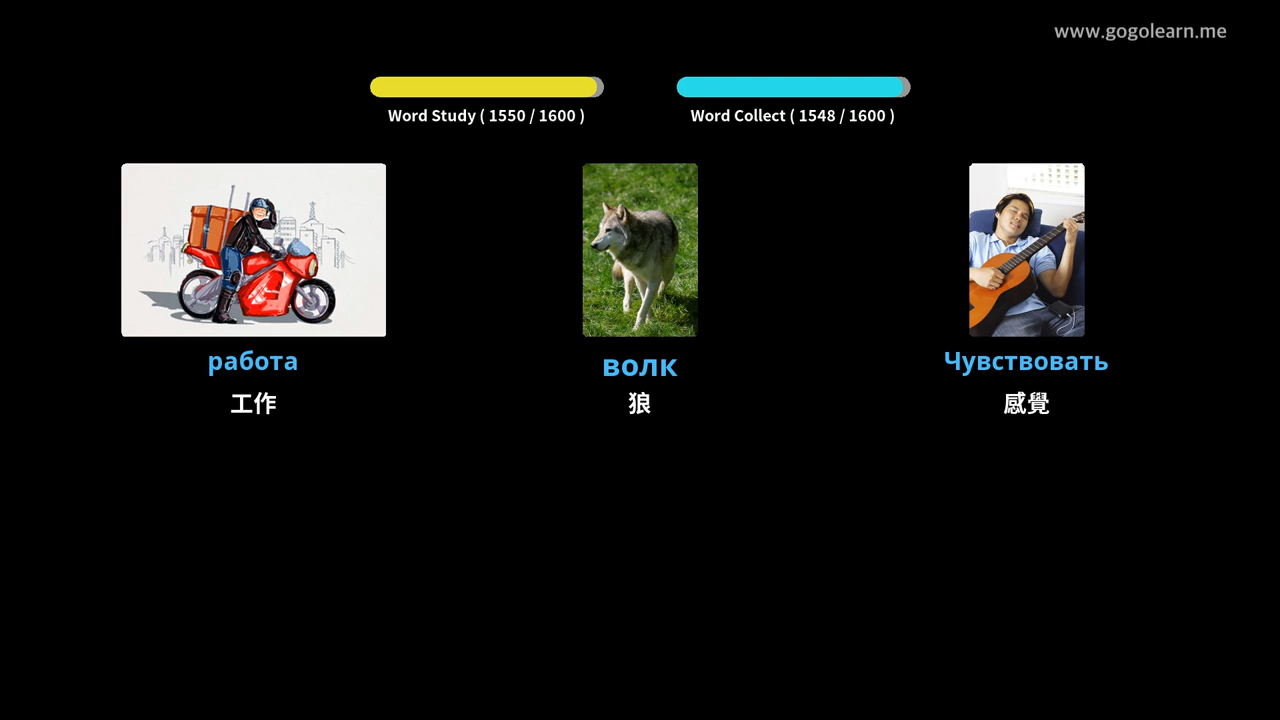 www.gogolearn.me
Word Study ( 1550 / 1600 )
Word Collect ( 1548 / 1600 )
работа
волк
Чувствовать
工作
狼
感覺